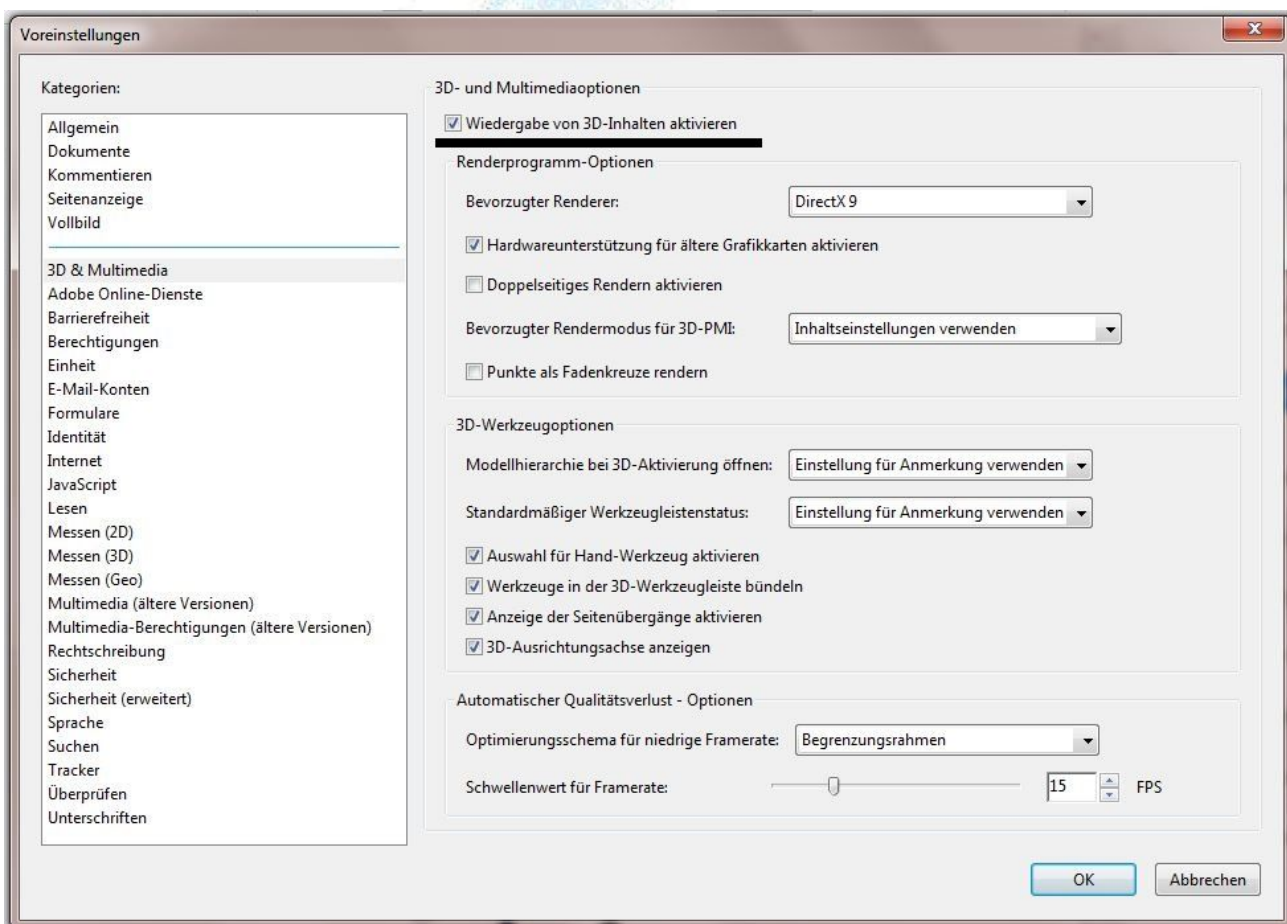 Voreinstellungen
Kategorien:
Allgemein
Dokumente
Kommentieren
Seitenanzeige
Vollbild
3D & Multimedia
Adobe Online-Dienste
Barrierefreiheit
Berechtigungen
Einheit
E-Mail-Konten
Formulare
Identität
Internet
JavaScript
Lesen
Messen (2D)
Messen (3D)
Messen (Geo)
Multimedia (ältere Versionen)
Multimedia-Berechtigungen (ältere Versionen)
Rechtschreibung
Sicherheit
Sicherheit (erweitert)
Sprache
Suchen
Tracker
Überprüfen
Unterschriften
3D- und Multimediaoptionen
Wiedergabe von 3D-Inhalten aktivieren
Renderprogramm-Optionen
Bevorzugter Renderer: DirectX 9
Hardwareunterstützung für ältere Grafikkarten aktivieren
Doppelseitiges Rendern aktivieren
Bevorzugter Rendermodus für 3D-PMI: Inhaltseinstellungen verwenden
Punkte als Fadenkreuze rendern
3D-Werkzeugoptionen
Modellhierarchie bei 3D-Aktivierung öffnen: Einstellung für Anmerkung verwenden
Standardmäßiger Werkzeugleistenstatus: Einstellung für Anmerkung verwenden
Auswahl für Hand-Werkzeug aktivieren
Werkzeuge in der 3D-Werkzeugleiste bündeln
Anzeige der Seitenübergänge aktivieren
3D-Ausrichtungsachse anzeigen
Automatischer Qualitätsverlust - Optionen
Optimierungsschema für niedrige Framerate: Begrenzungsrahmen
Schwellenwert für Framerate: 15 FPS
OK Abbrechen